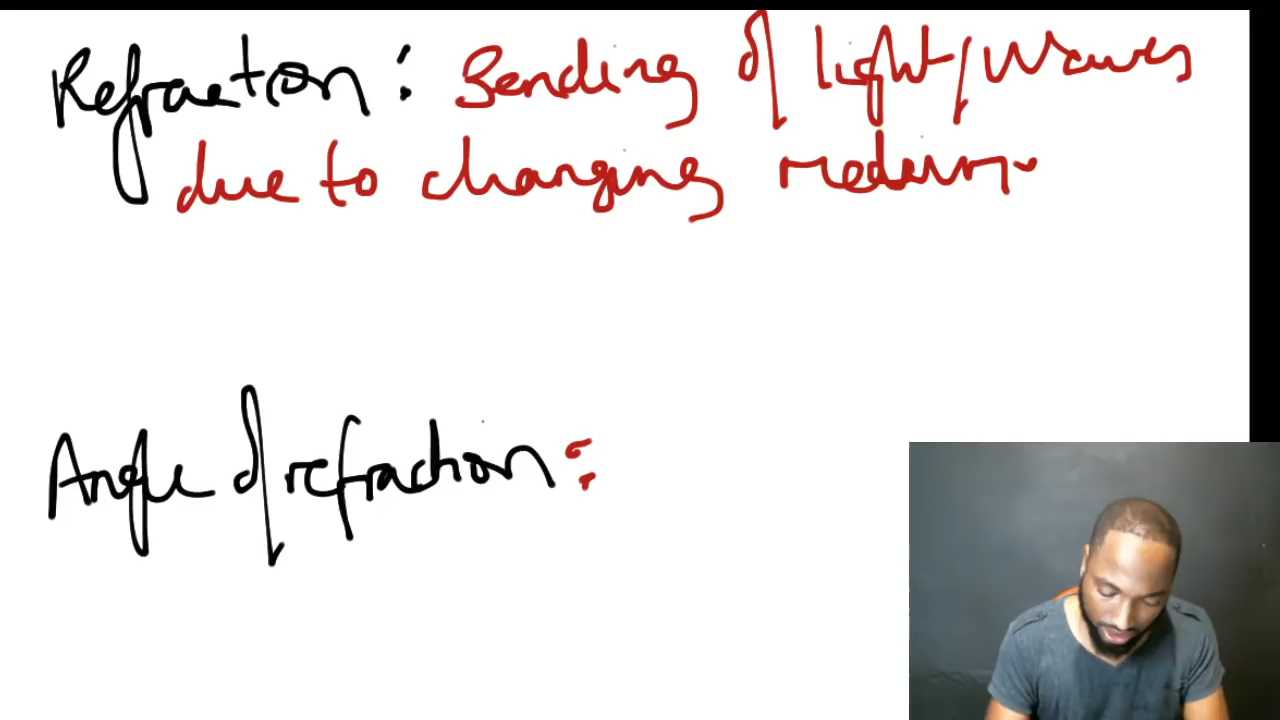 Refraction: Bending of light/waves
due to changing medium.
Angle of refraction: